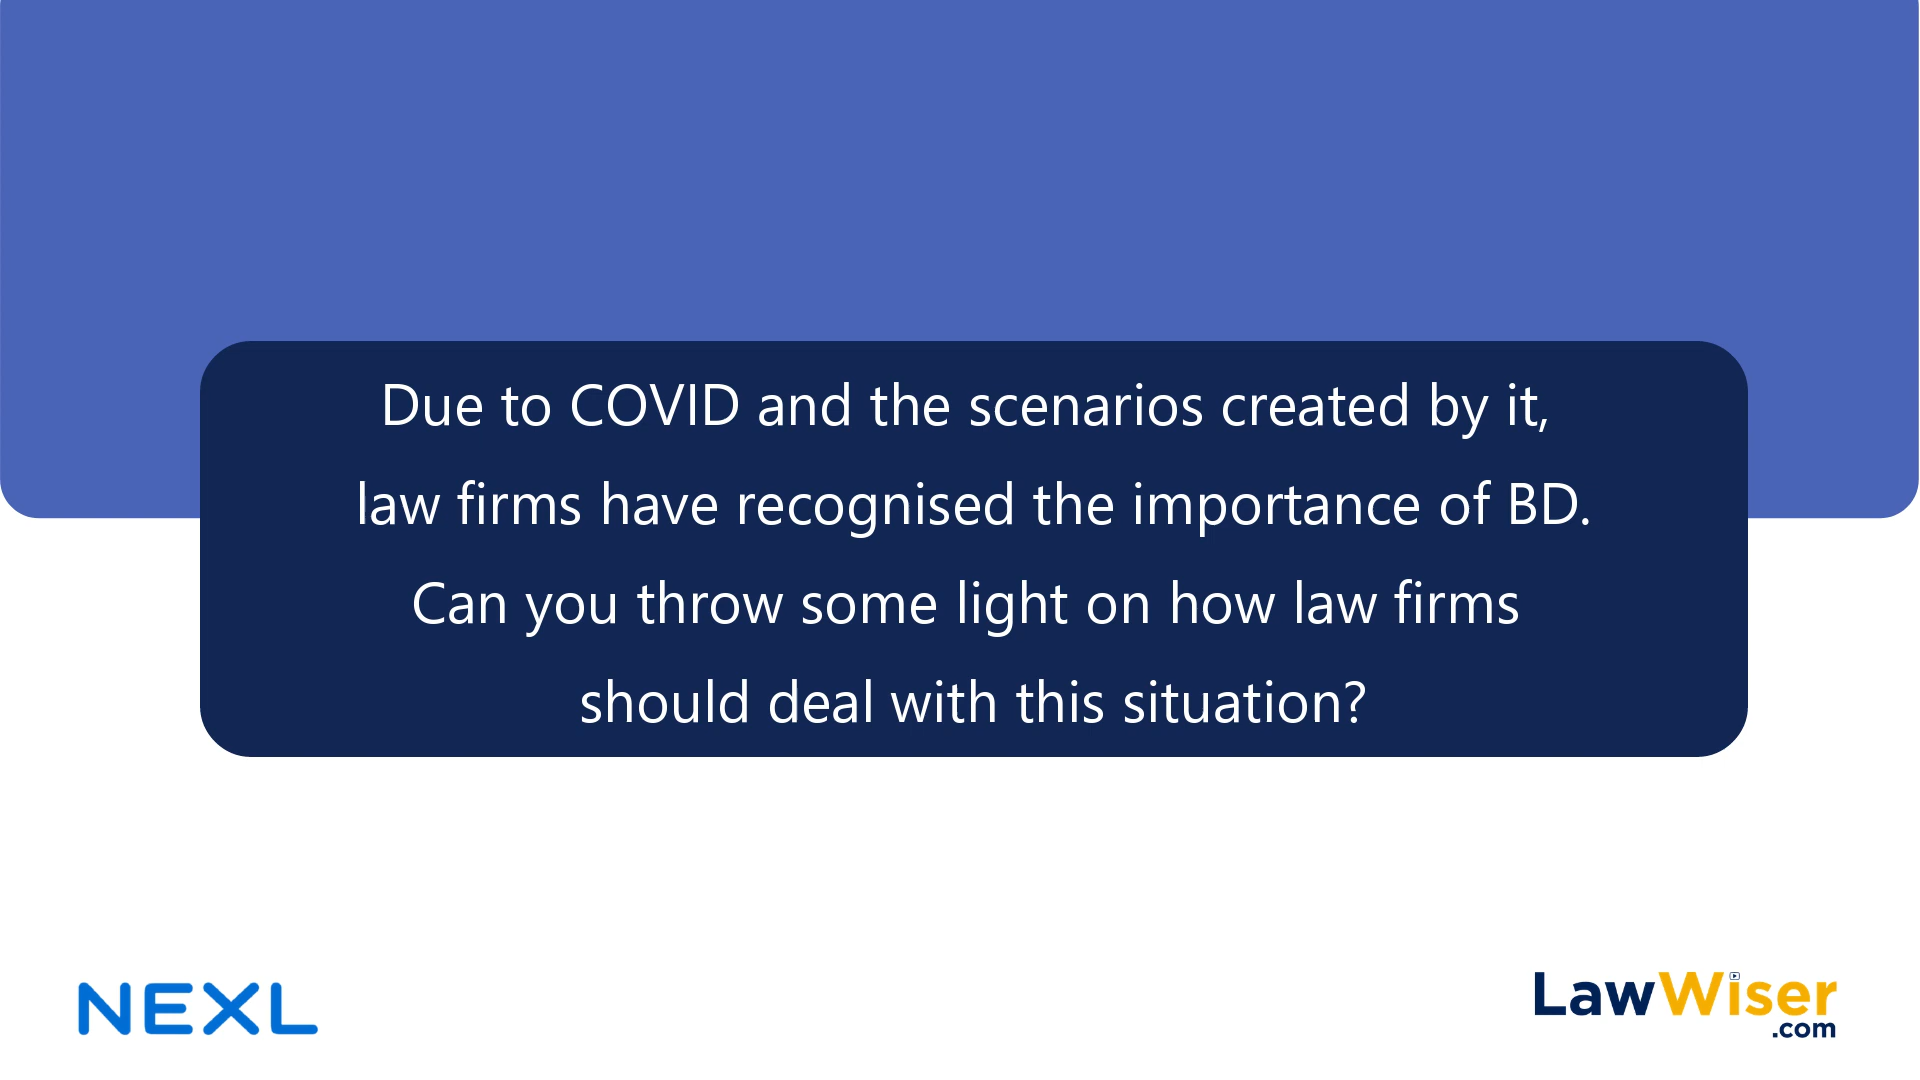 Due to COVID and the scenarios created by it,
law firms have recognised the importance of BD.
Can you throw some light on how law firms
should deal with this situation?
NEXL
LawWiser
.com